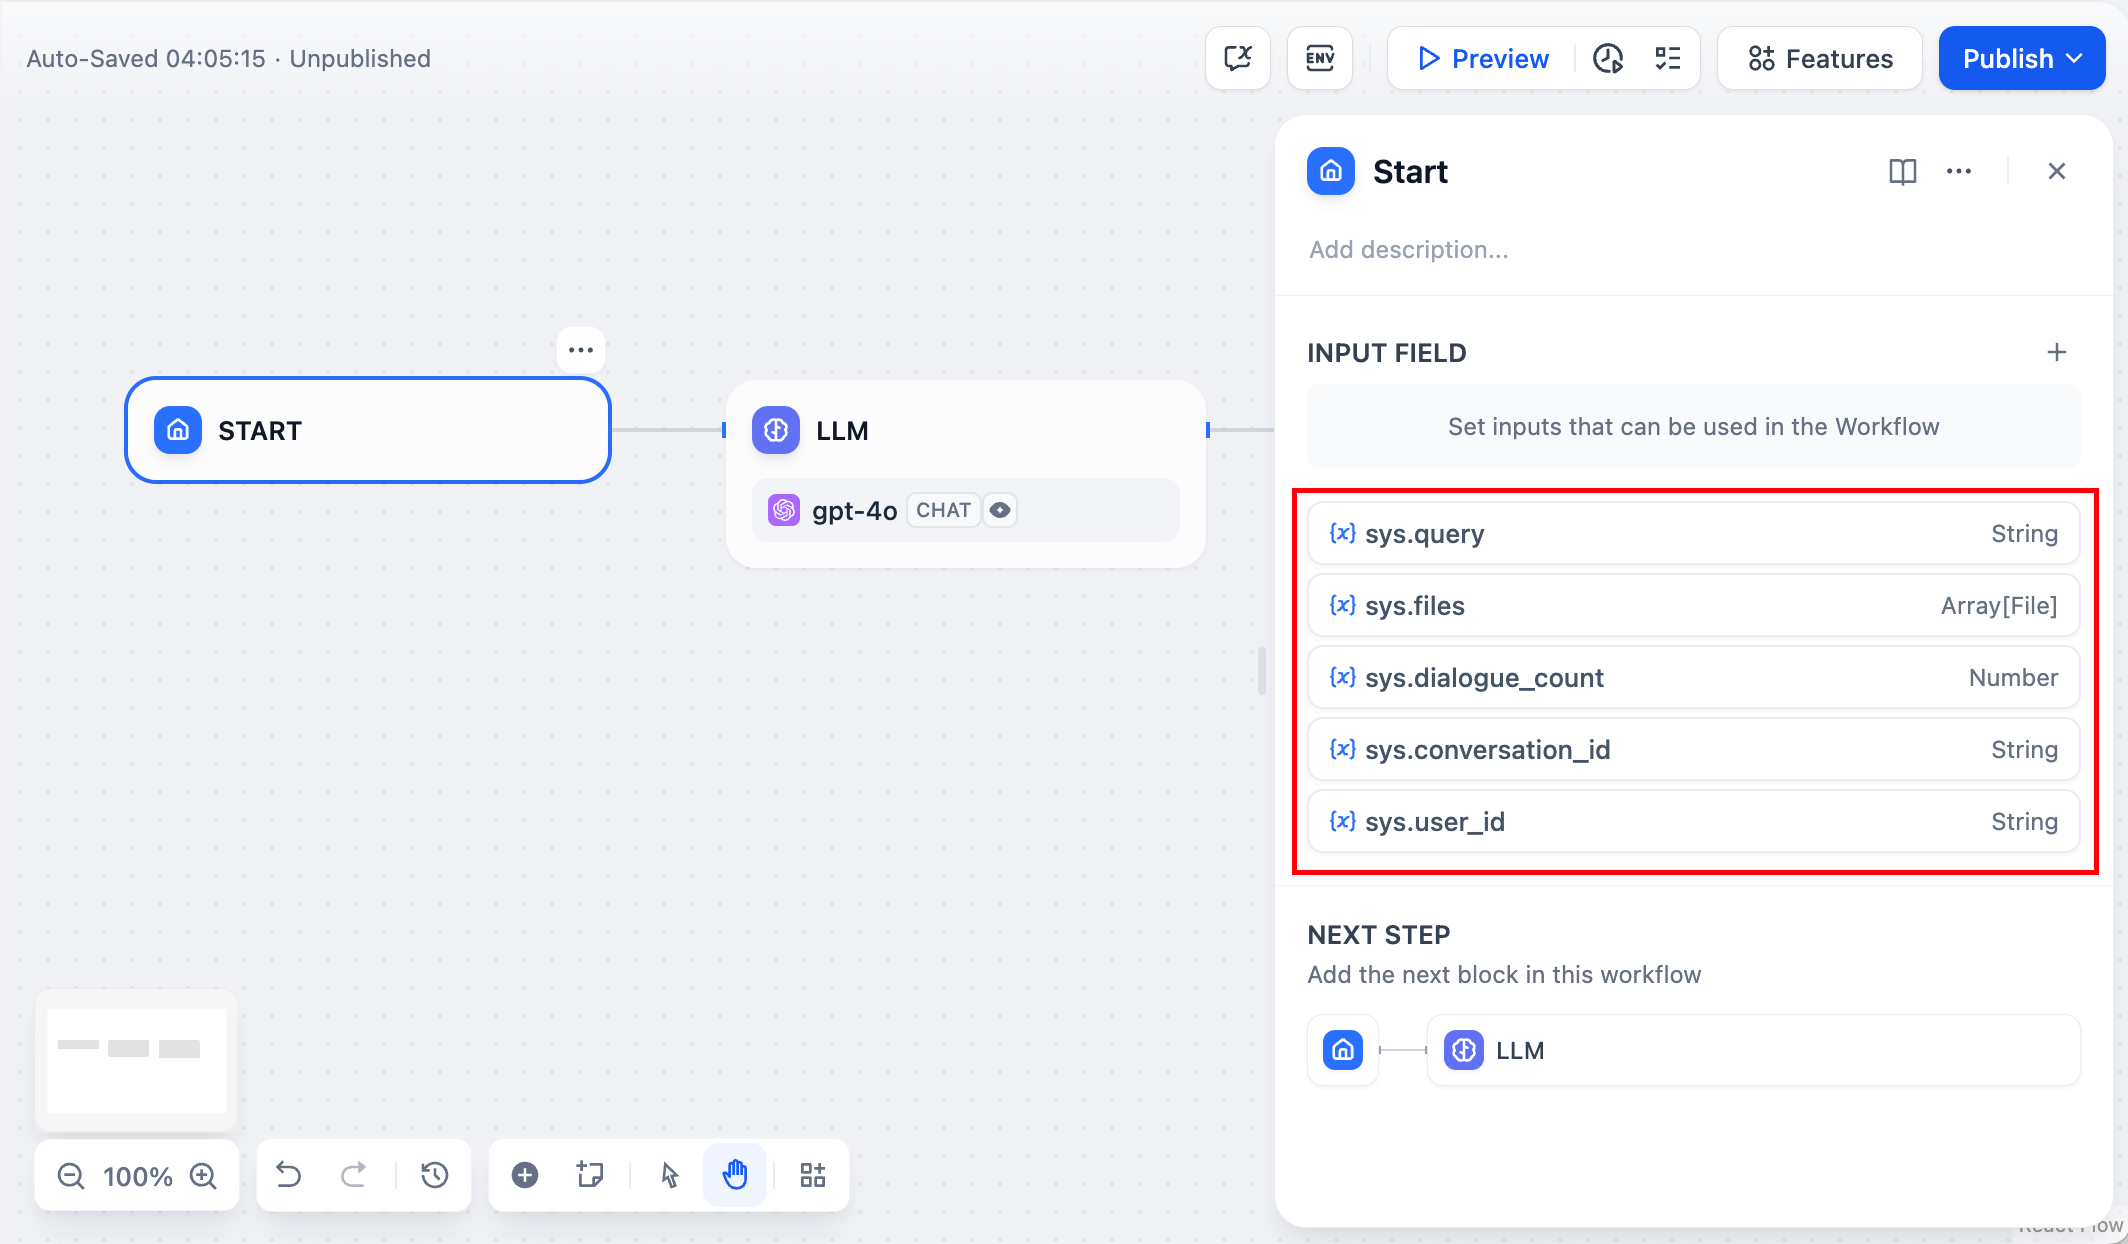 Auto-Saved 04:05:15 · Unpublished
ENV
Preview
Features
Publish
Start
Add description...
INPUT FIELD
Set inputs that can be used in the Workflow
START
LLM
gpt-4o CHAT
{x} sys.query String
{x} sys.files Array[File]
{x} sys.dialogue_count Number
{x} sys.conversation_id String
{x} sys.user_id String
NEXT STEP
Add the next block in this workflow
LLM
100%
React Flow